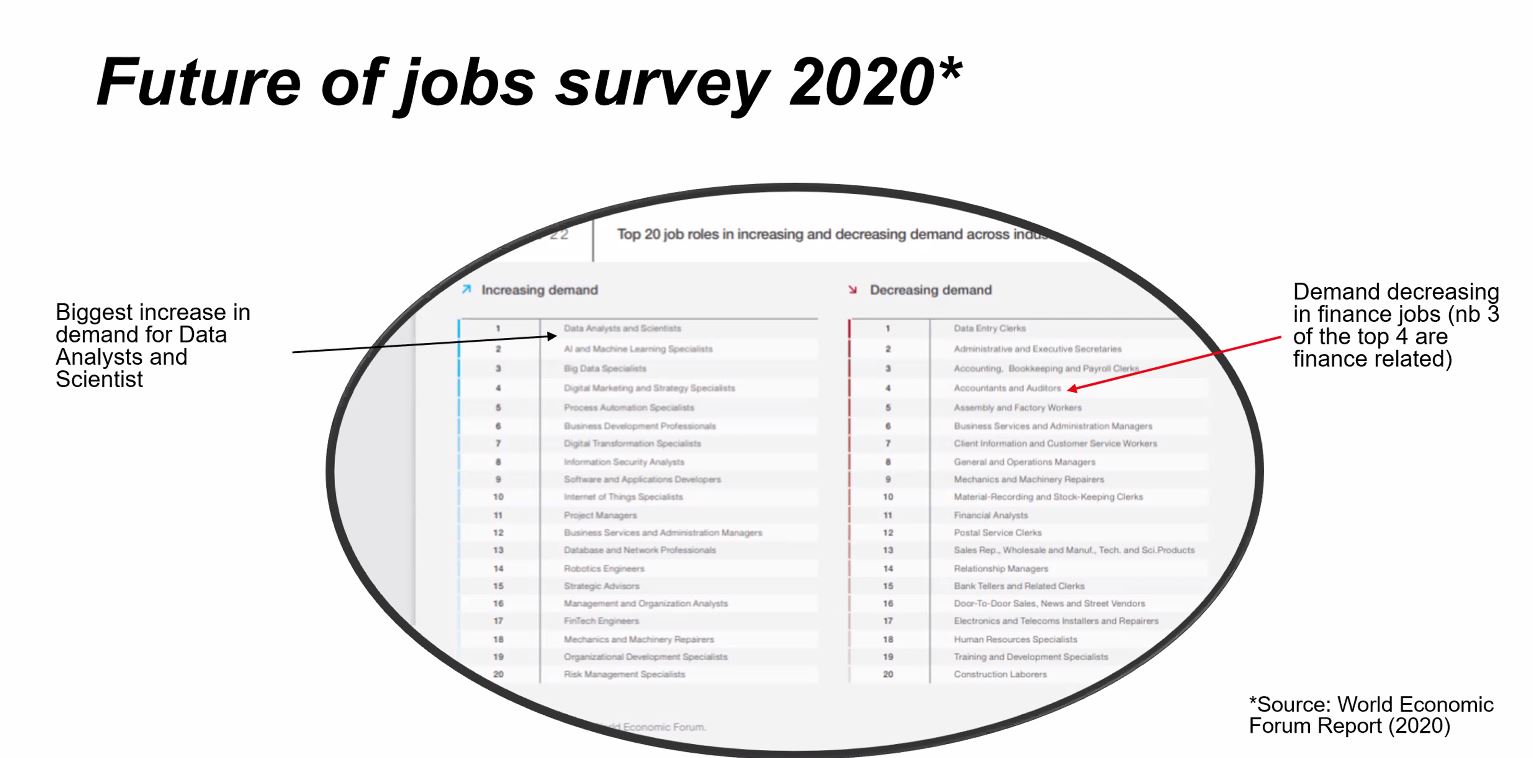 Future of jobs survey 2020*
22
Top 20 job roles in increasing and decreasing demand across
Biggest increase in
demand for Data
Analysts and
Scientist
Increasing demand
1 Data Analysts and Scientists
2 AI and Machine Learning Specialists
3 Big Data Specialists
4 Digital Marketing and Strategy Specialists
5 Process Automation Specialists
6 Business Development Professionals
7 Digital Transformation Specialists
8 Information Security Analysts
9 Software and Applications Developers
10 Internet of Things Specialists
11 Project Managers
12 Business Services and Administration Managers
13 Database and Network Professionals
14 Robotics Engineers
15 Strategic Advisors
16 Management and Organization Analysts
17 FinTech Engineers
18 Mechanics and Machinery Repairers
19 Organizational Development Specialists
20 Risk Management Specialists
Decreasing demand
1 Data Entry Clerks
2 Administrative and Executive Secretaries
3 Accounting, Bookkeeping and Payroll Clerks
4 Accountants and Auditors
5 Assembly and Factory Workers
6 Business Services and Administration Managers
7 Client Information and Customer Service Workers
8 General and Operations Managers
9 Mechanics and Machinery Repairers
10 Material-Recording and Stock-Keeping Clerks
11 Financial Analysts
12 Postal Service Clerks
13 Sales Rep., Wholesale and Manuf., Tech. and Sci.Products
14 Relationship Managers
15 Bank Tellers and Related Clerks
16 Door-To-Door Sales, News and Street Vendors
17 Electronics and Telecoms Installers and Repairers
18 Human Resources Specialists
19 Training and Development Specialists
20 Construction Laborers
Demand decreasing
in finance jobs (nb 3
of the top 4 are
finance related)
Economic Forum.
*Source: World Economic
Forum Report (2020)